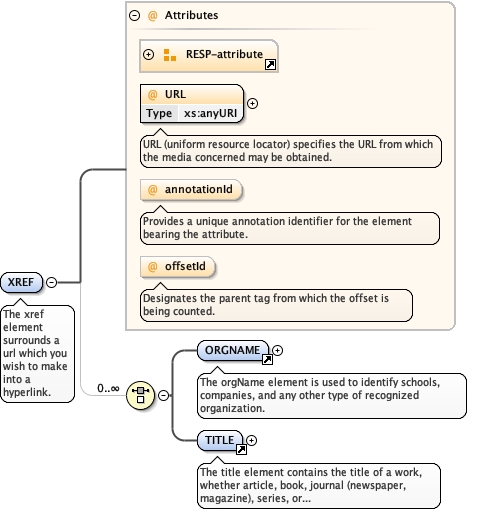 Attributes
RESP-attribute
URL
Type xs:anyURI
URL (uniform resource locator) specifies the URL from which
the media concerned may be obtained.
annotationId
Provides a unique annotation identifier for the element
bearing the attribute.
offsetId
Designates the parent tag from which the offset is
being counted.
XREF
The xref
element
surrounds a
url which you
wish to make
into a
hyperlink.
0..∞
ORGNAME
The orgName element is used to identify schools,
companies, and any other type of recognized
organization.
TITLE
The title element contains the title of a work,
whether article, book, journal (newspaper,
magazine), series, or...